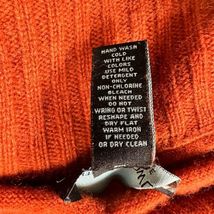 HAND WASH
COLD
WITH LIKE
COLORS
USE MILD
DETERGENT
ONLY
NON-CHLORINE
BLEACH
WHEN NEEDED
DO NOT
WRING OR TWIST
RESHAPE AND
DRY FLAT
WARM IRON
IF NEEDED
OR DRY CLEAN